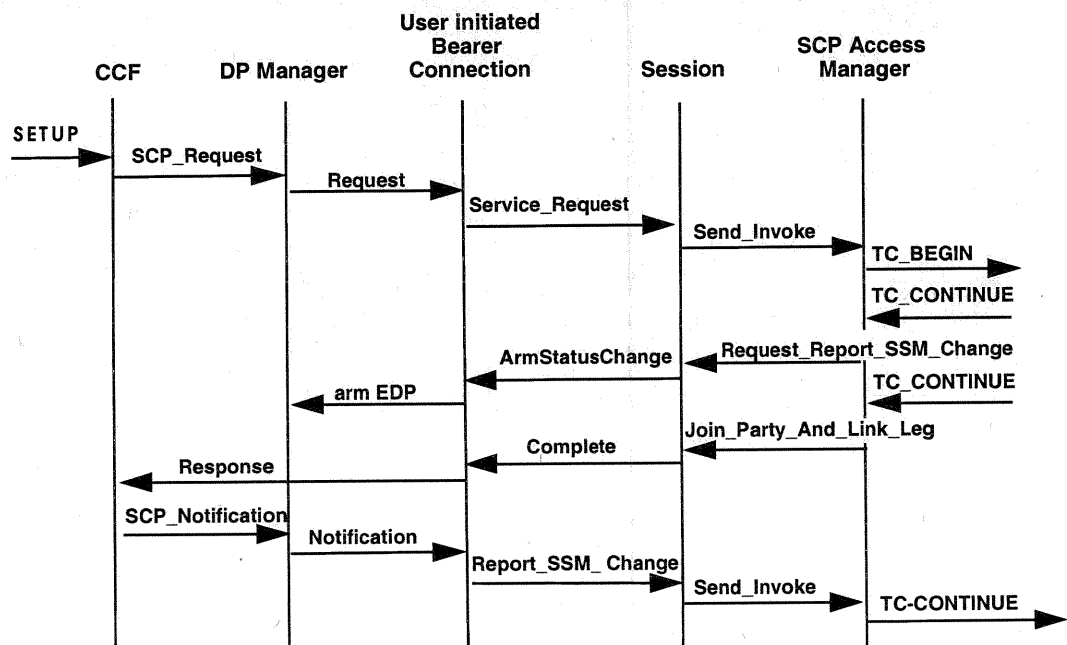 User initiated
Bearer
Connection
CCF
DP Manager
Session
SCP Access
Manager
SETUP
SCP_Request
Request
Service_Request
Send_Invoke
TC_BEGIN
TC_CONTINUE
Request_Report_SSM_Change
ArmStatusChange
TC_CONTINUE
arm EDP
Join_Party_And_Link_Leg
Complete
Response
SCP_Notification
Notification
Report_SSM_ Change
Send_Invoke
TC-CONTINUE